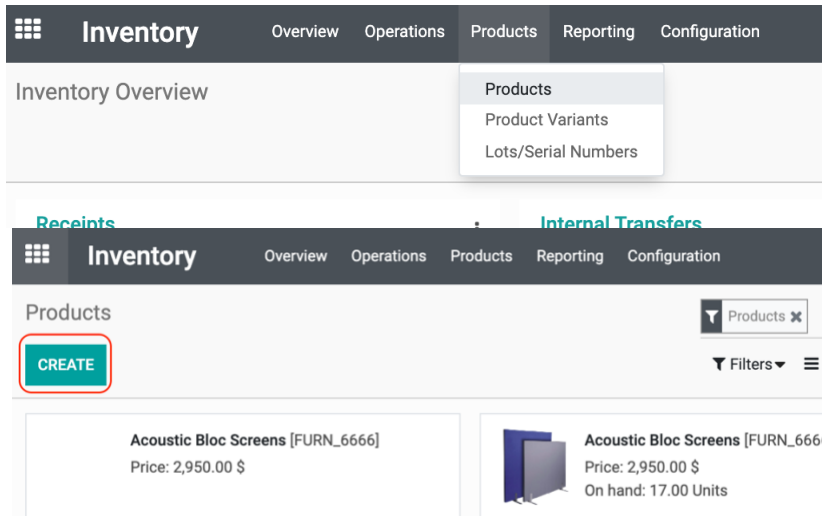 Inventory Overview Operations Products Reporting Configuration
Inventory Overview
Products
Product Variants
Lots/Serial Numbers
Receipts Internal Transfers
Inventory Overview Operations Products Reporting Configuration
Products
Products ×
CREATE
Filters
Acoustic Bloc Screens [FURN_6666]
Price: 2,950.00 $
Acoustic Bloc Screens [FURN_666
Price: 2,950.00 $
On hand: 17.00 Units